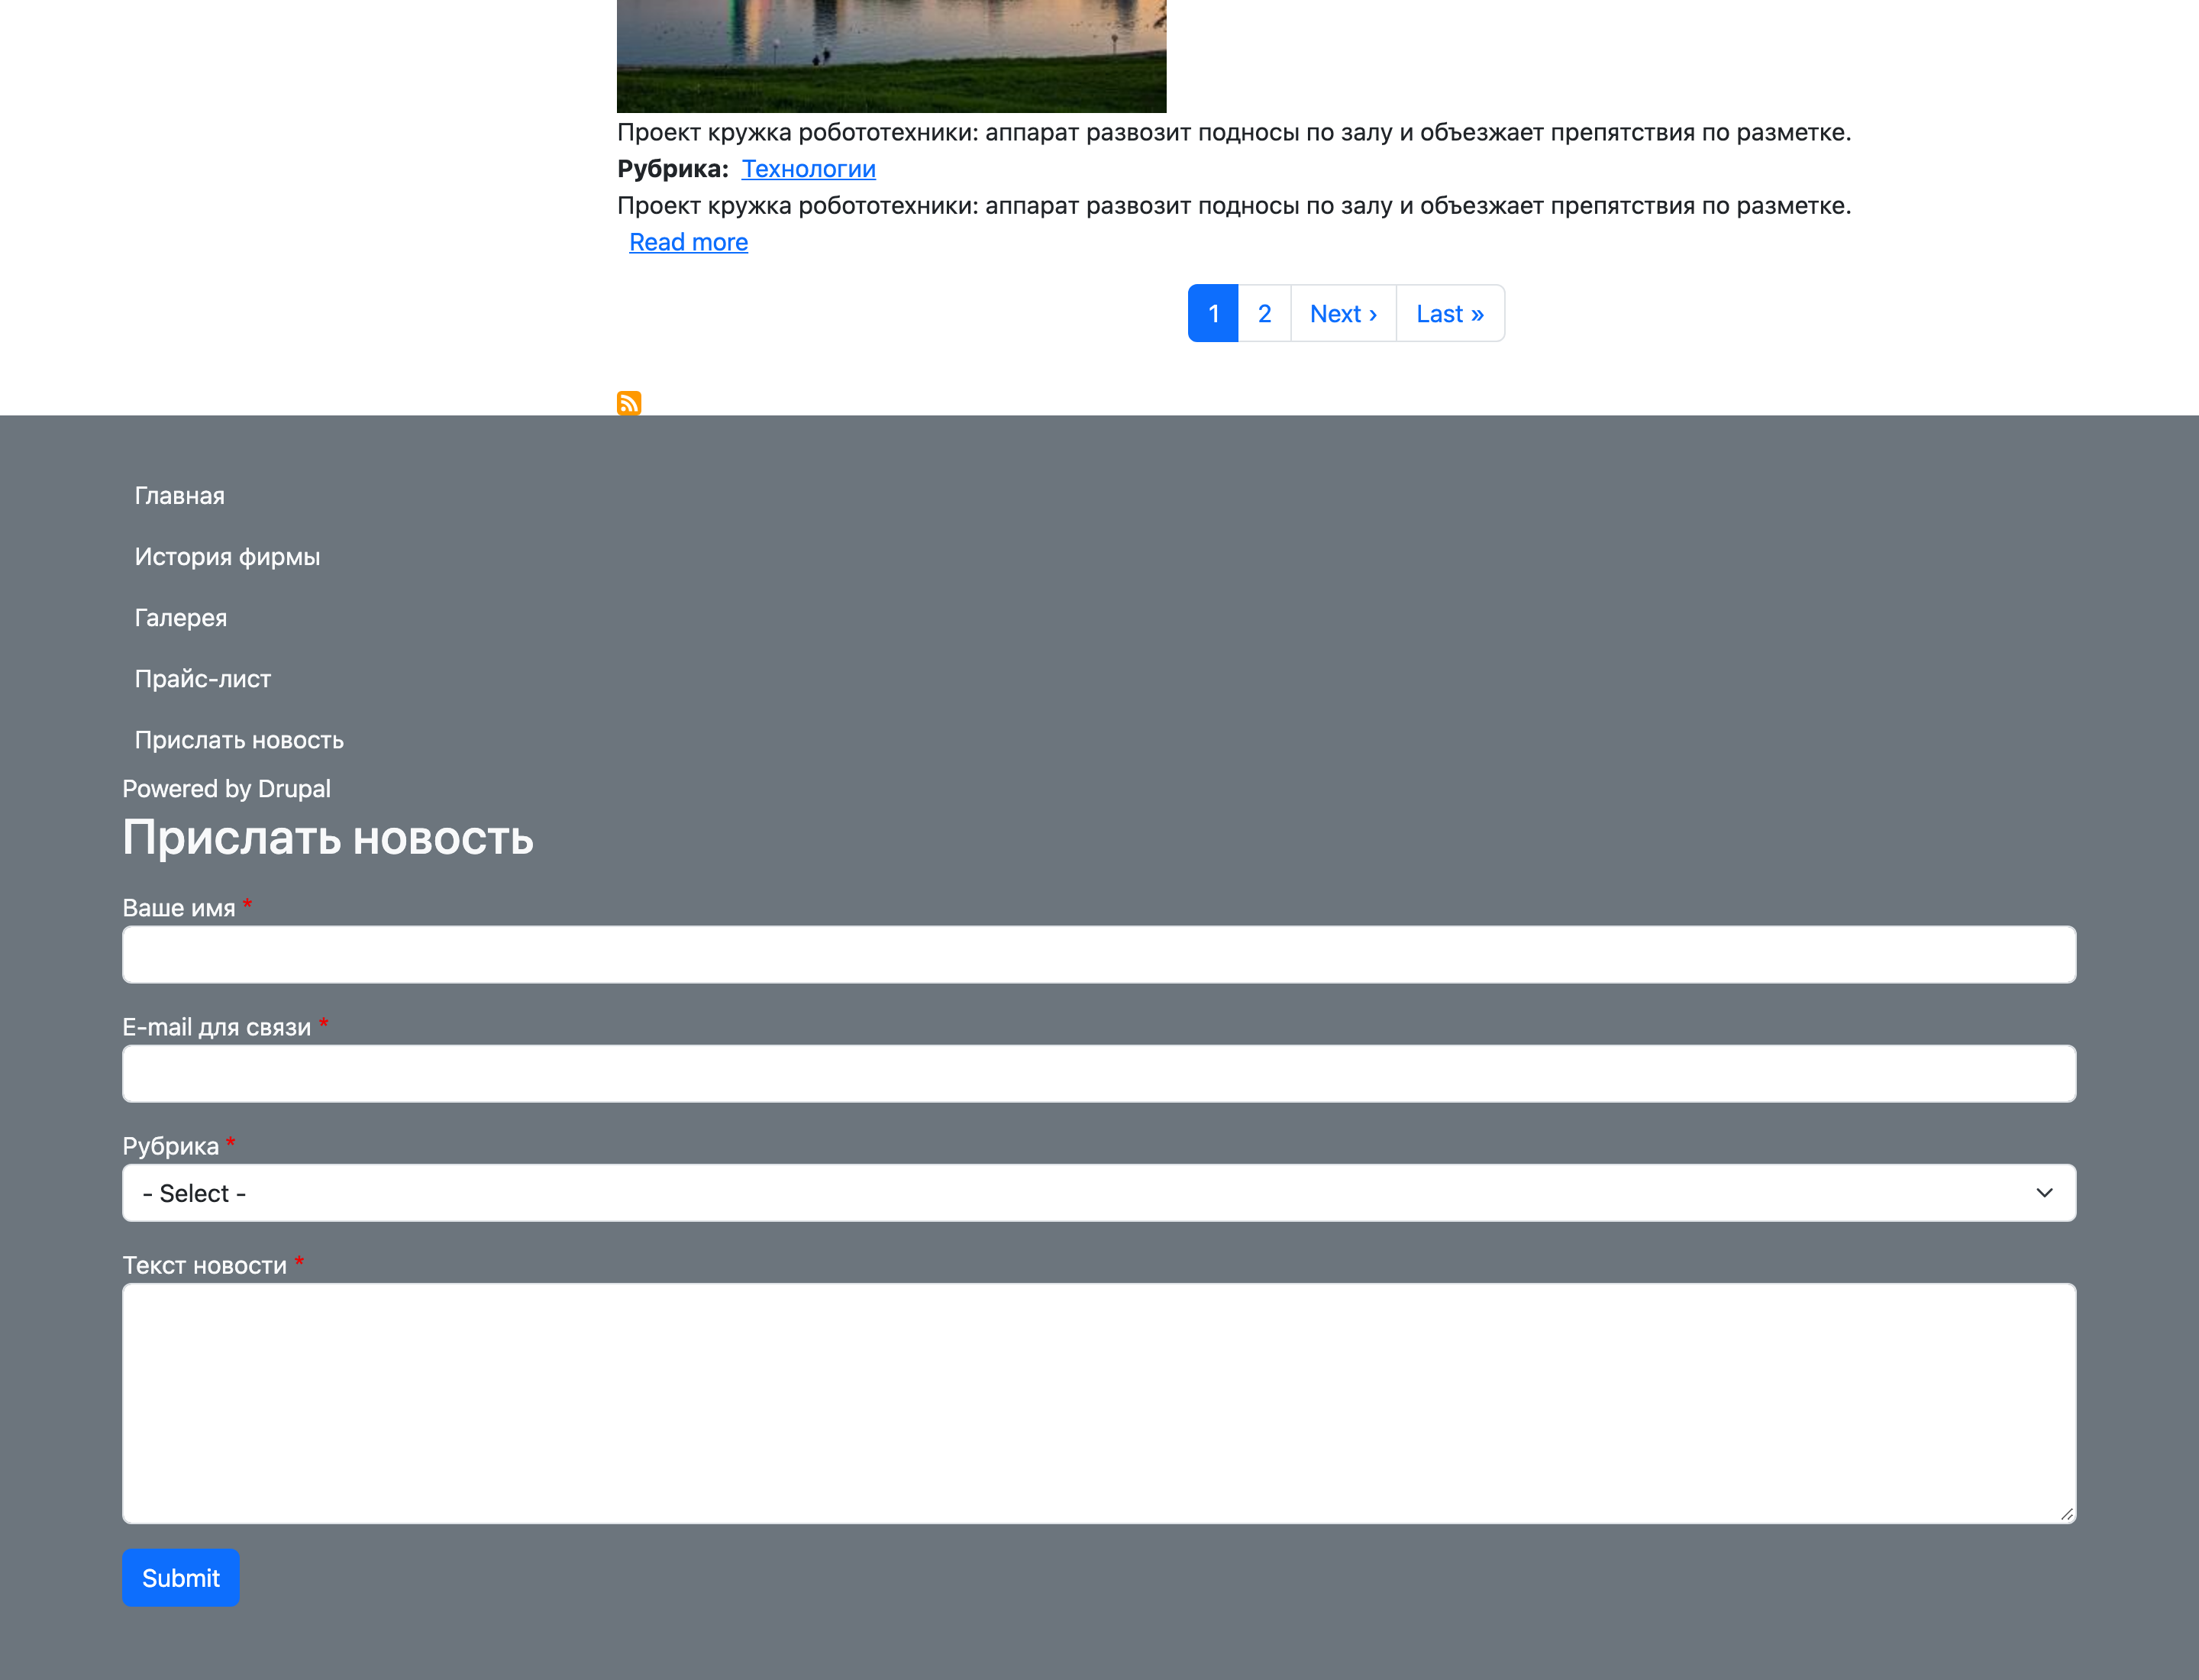 Проект кружка робототехники: аппарат развозит подносы по залу и объезжает препятствия по разметке.
Рубрика: Технологии
Проект кружка робототехники: аппарат развозит подносы по залу и объезжает препятствия по разметке.
Read more
1 2 Next › Last »
Главная
История фирмы
Галерея
Прайс-лист
Прислать новость
Powered by Drupal
Прислать новость
Ваше имя *
E-mail для связи *
Рубрика *
- Select -
Текст новости *
Submit